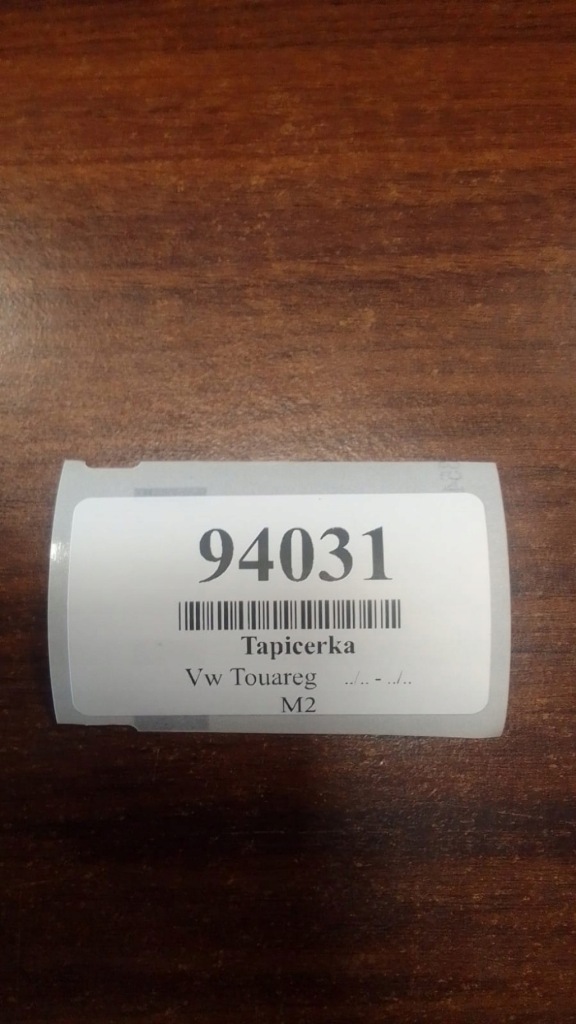 94031
Tapicerka
Vw Touareg ../.. - ../..
M2